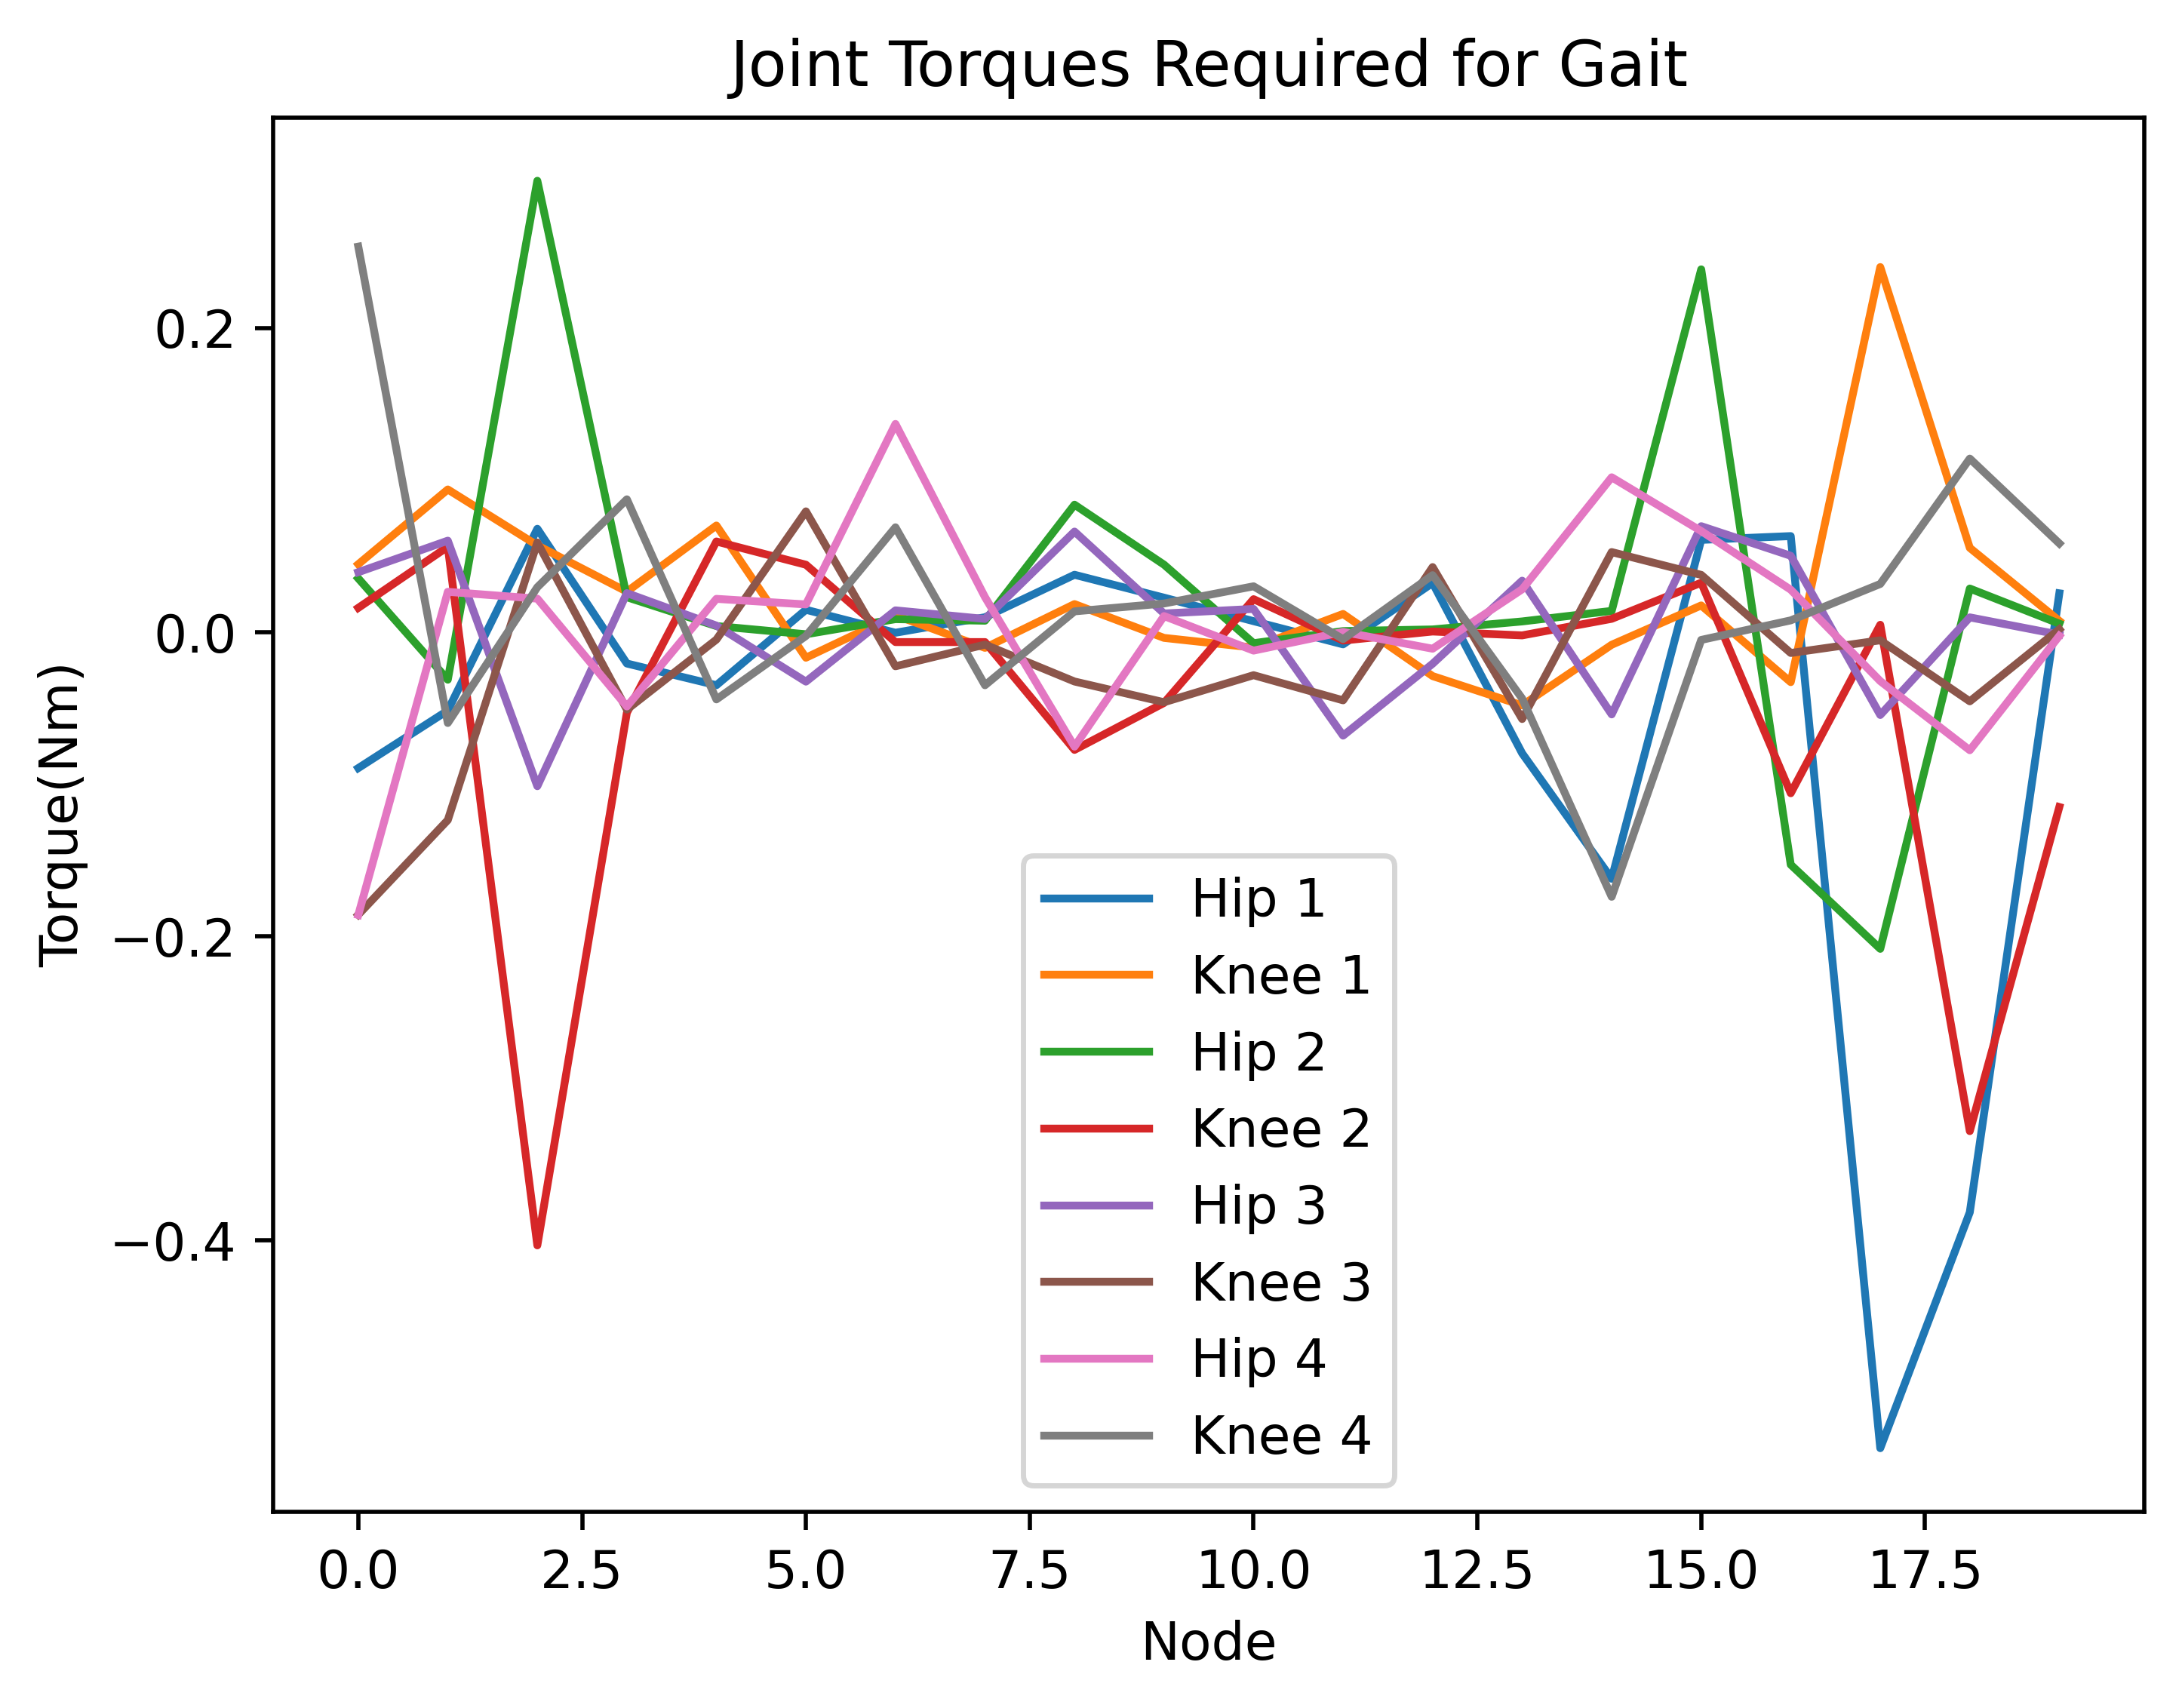 Joint Torques Required for Gait
Torque(Nm)
0.2
0.0
−0.2
−0.4
Hip 1
Knee 1
Hip 2
Knee 2
Hip 3
Knee 3
Hip 4
Knee 4
0.0 2.5 5.0 7.5 10.0 12.5 15.0 17.5
Node